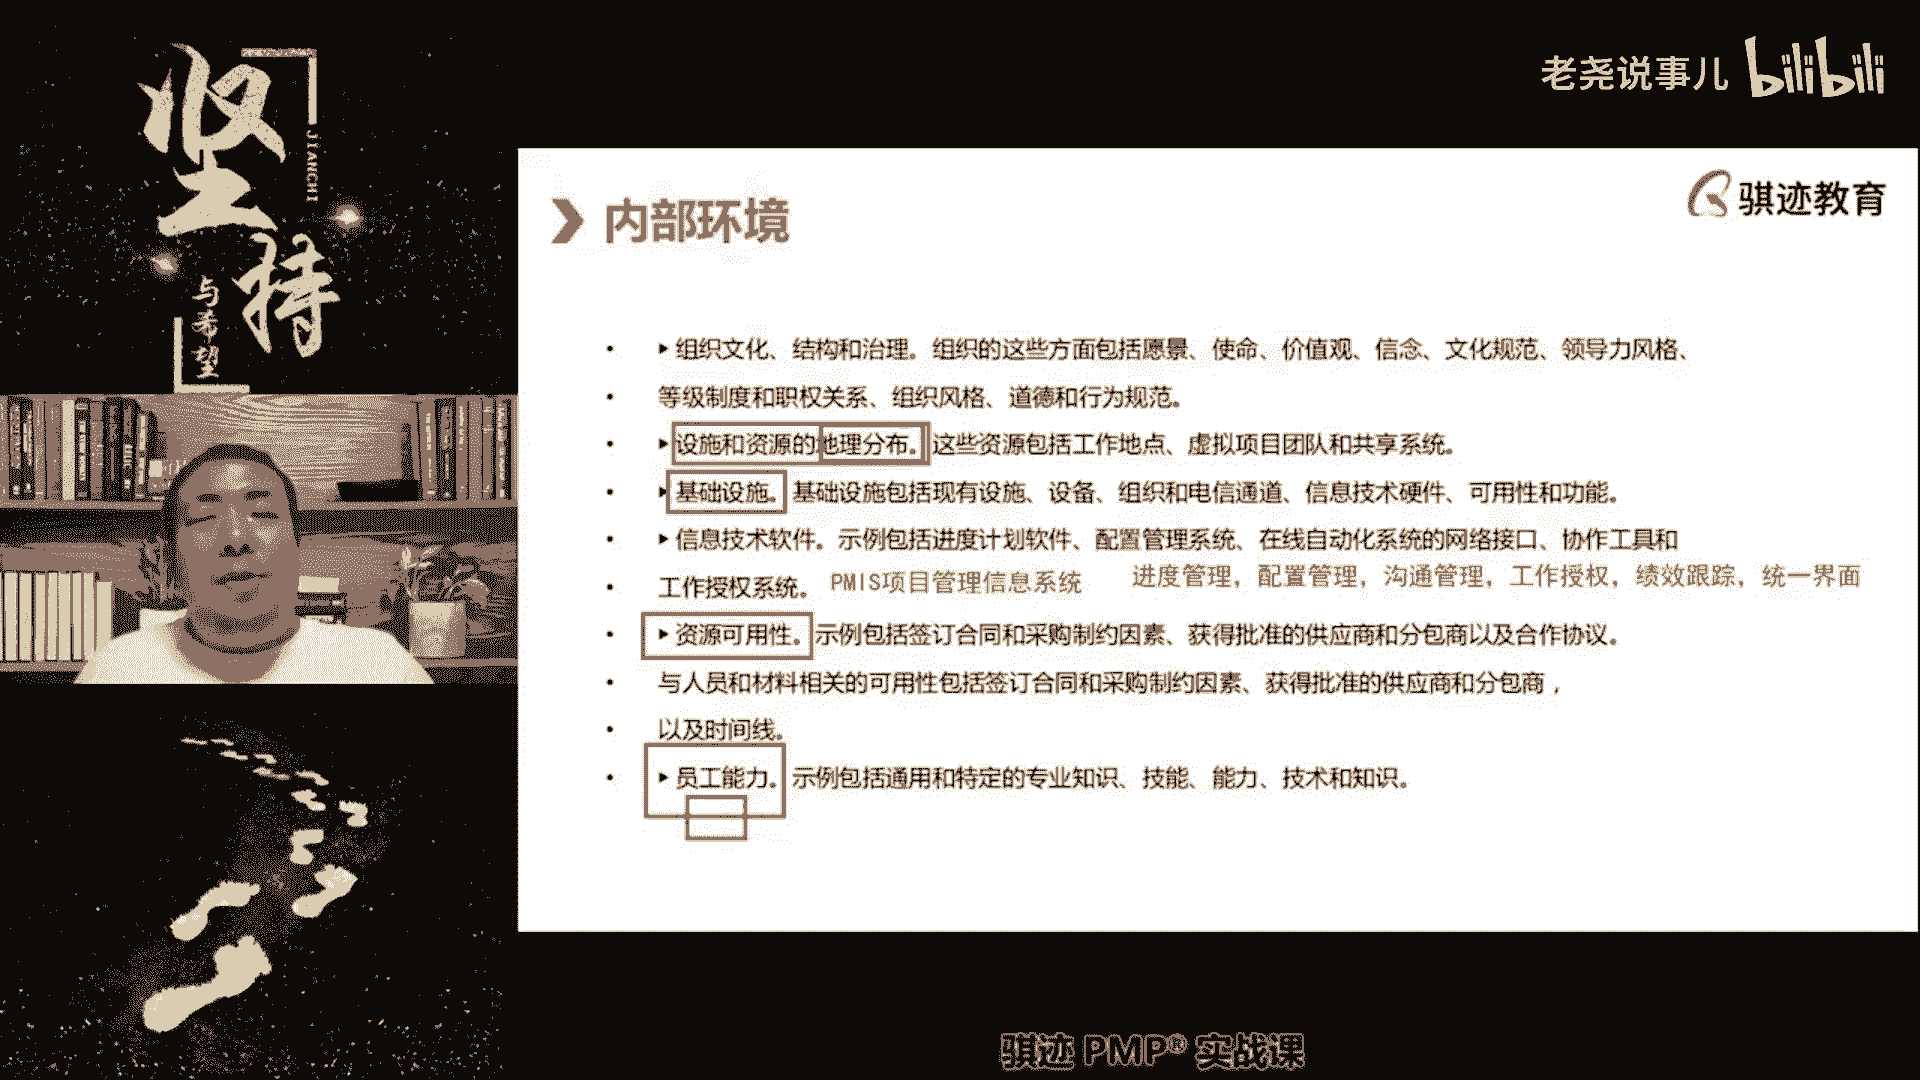 坚持
JIANCHI
与希望
老尧说事儿 bilibili
骐迹教育
内部环境
• ▸组织文化、结构和治理。组织的这些方面包括愿景、使命、价值观、信念、文化规范、领导力风格、
• 等级制度和职权关系、组织风格、道德和行为规范。
• ▸设施和资源的地理分布。这些资源包括工作地点、虚拟项目团队和共享系统。
• ▸基础设施。基础设施包括现有设施、设备、组织和电信通道、信息技术硬件、可用性和功能。
• ▸信息技术软件。示例包括进度计划软件、配置管理系统、在线自动化系统的网络接口、协作工具和
• 工作授权系统。 PMIS项目管理信息系统 进度管理，配置管理，沟通管理，工作授权，绩效跟踪，统一界面
• ▸资源可用性。示例包括签订合同和采购制约因素、获得批准的供应商和分包商以及合作协议。
• 与人员和材料相关的可用性包括签订合同和采购制约因素、获得批准的供应商和分包商，
• 以及时间线。
• ▸员工能力。示例包括通用和特定的专业知识、技能、能力、技术和知识。
骐迹 PMP® 实战课